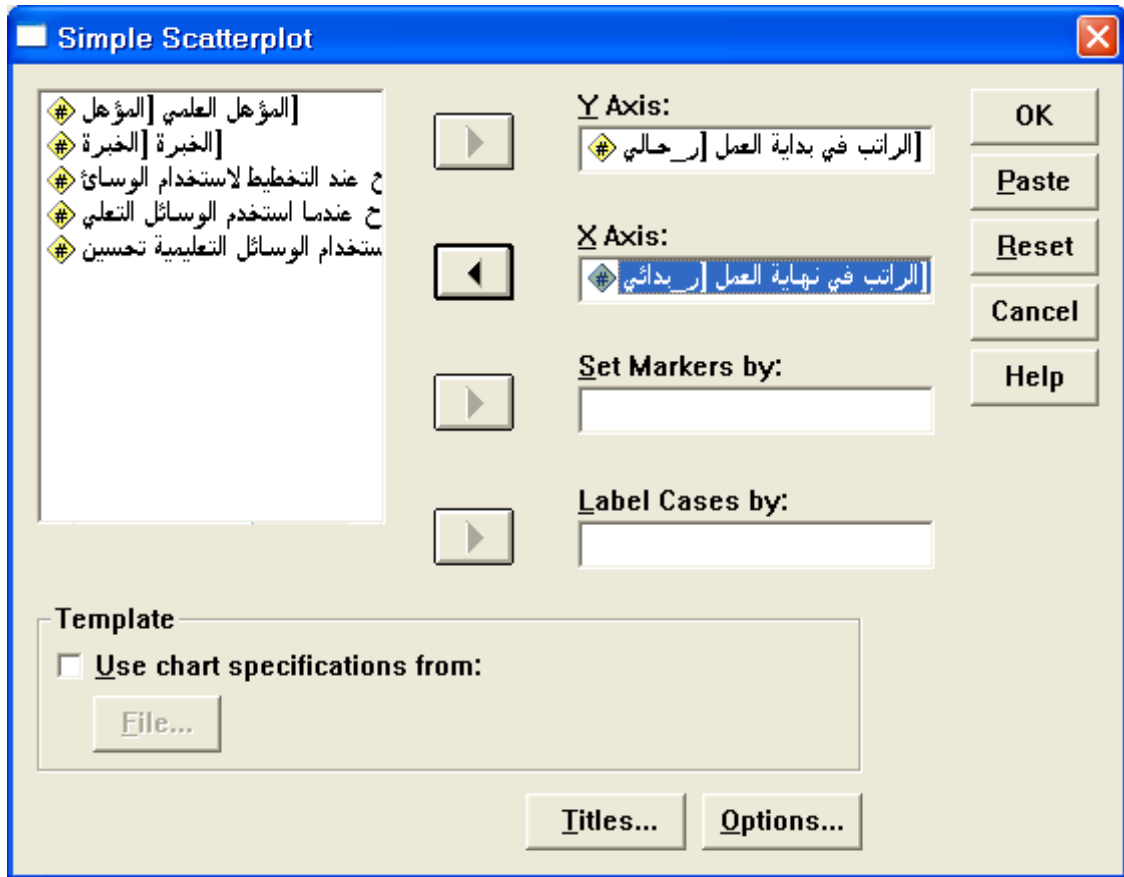 Simple Scatterplot
المؤهل العلمي [المؤهل]
الخبرة [الخبرة]
ح عند التخطيط لاستخدام الوسائ
ح عندما استخدم الوسائل التعلي
ستخدام الوسائل التعليمية تحسين
Y Axis:
الراتب في بداية العمل [ر_حالي]
X Axis:
الراتب في نهاية العمل [ر_بدائي]
Set Markers by:
Label Cases by:
OK
Paste
Reset
Cancel
Help
Template
Use chart specifications from:
File...
Titles...
Options...